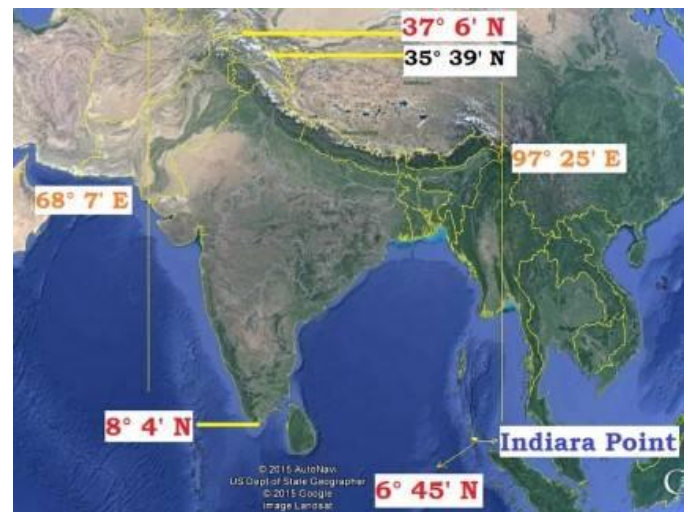 37° 6' N
35° 39' N
97° 25' E
68° 7' E
8° 4' N
Indiara Point
6° 45' N
© 2015 AutoNavi
US Dept of State Geographer
© 2015 Google
Image Landsat
G